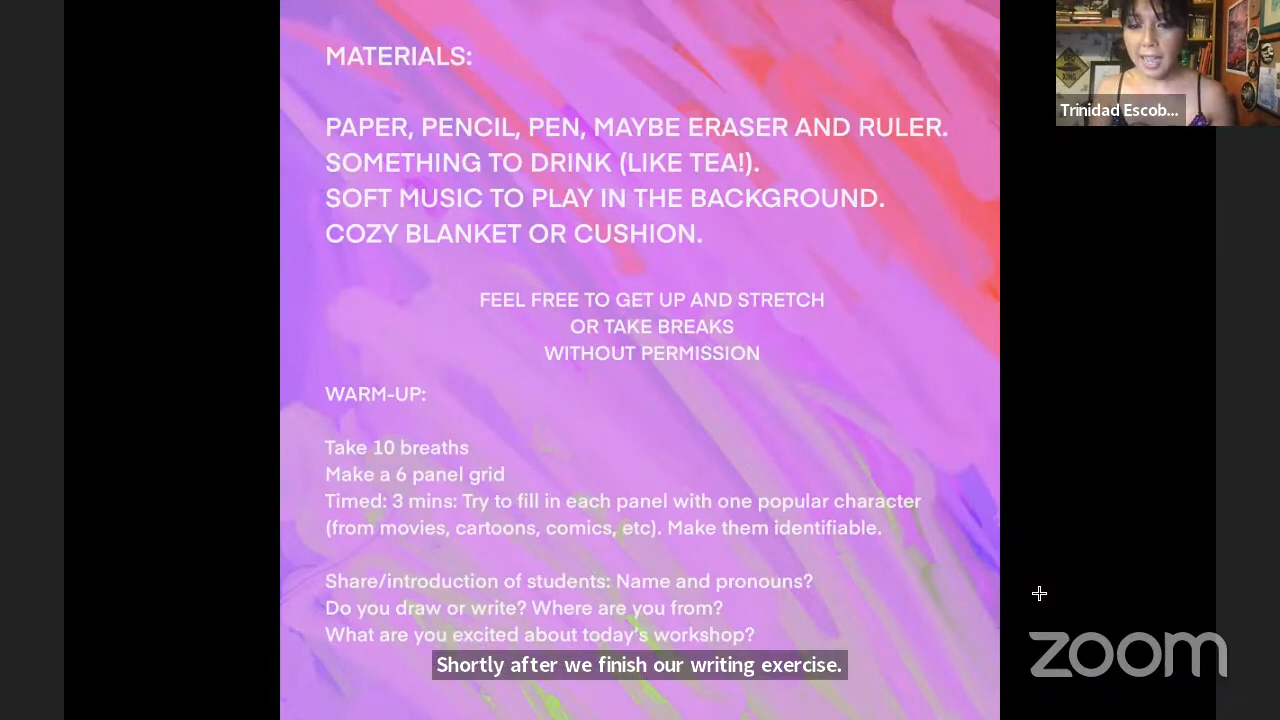 MATERIALS:
PAPER, PENCIL, PEN, MAYBE ERASER AND RULER.
SOMETHING TO DRINK (LIKE TEA!).
SOFT MUSIC TO PLAY IN THE BACKGROUND.
COZY BLANKET OR CUSHION.
FEEL FREE TO GET UP AND STRETCH
OR TAKE BREAKS
WITHOUT PERMISSION
WARM-UP:
Take 10 breaths
Make a 6 panel grid
Timed: 3 mins: Try to fill in each panel with one popular character
(from movies, cartoons, comics, etc). Make them identifiable.
Share/introduction of students: Name and pronouns?
Do you draw or write? Where are you from?
What are you excited about today's workshop?
Shortly after we finish our writing exercise.
Trinidad Escob...
zoom